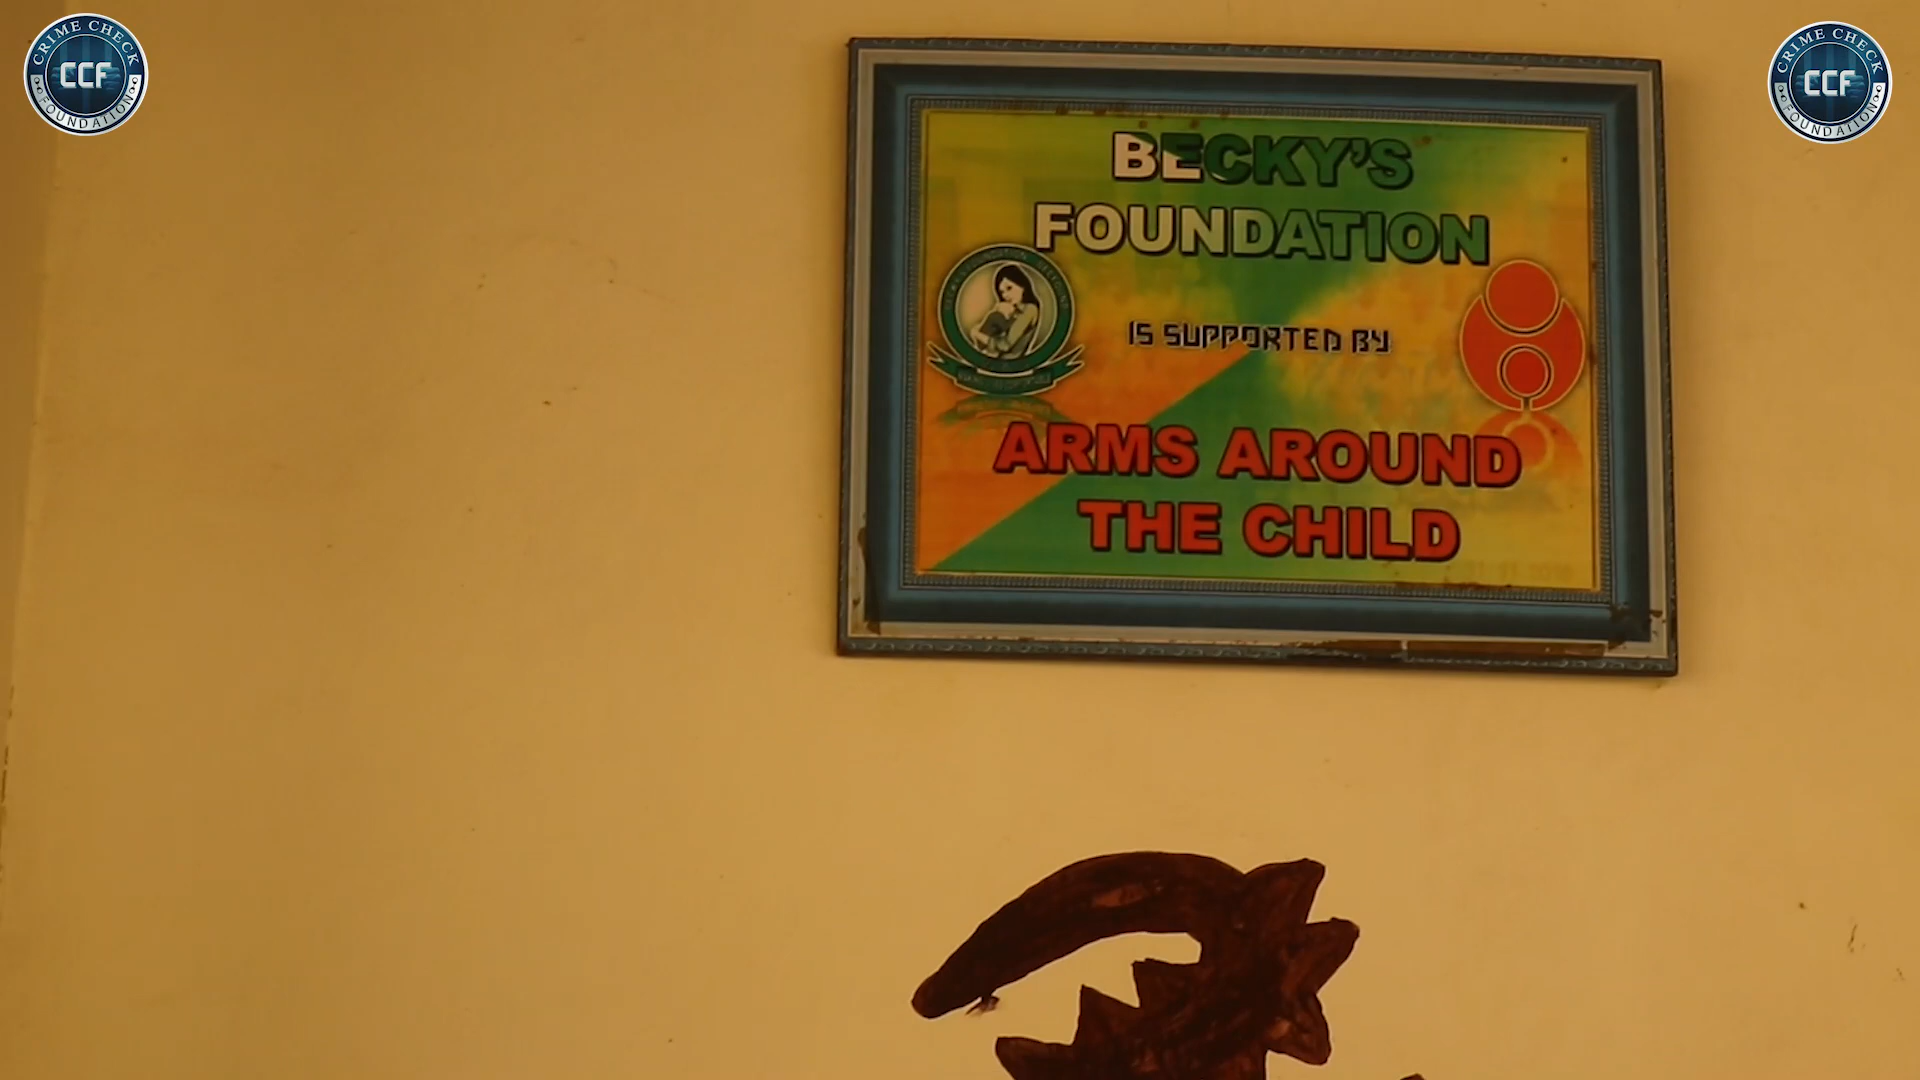 CRIME CHECK
CCF
FOUNDATION
CRIME CHECK
CCF
FOUNDATION
BECKY'S
FOUNDATION
IS SUPPORTED BY
ARMS AROUND
THE CHILD